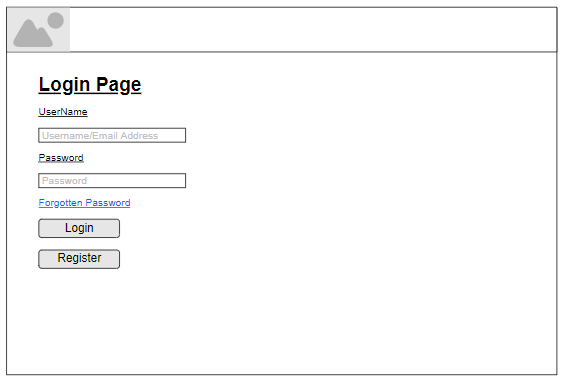 Login Page
UserName
Username/Email Address
Password
Password
Forgotten Password
Login
Register